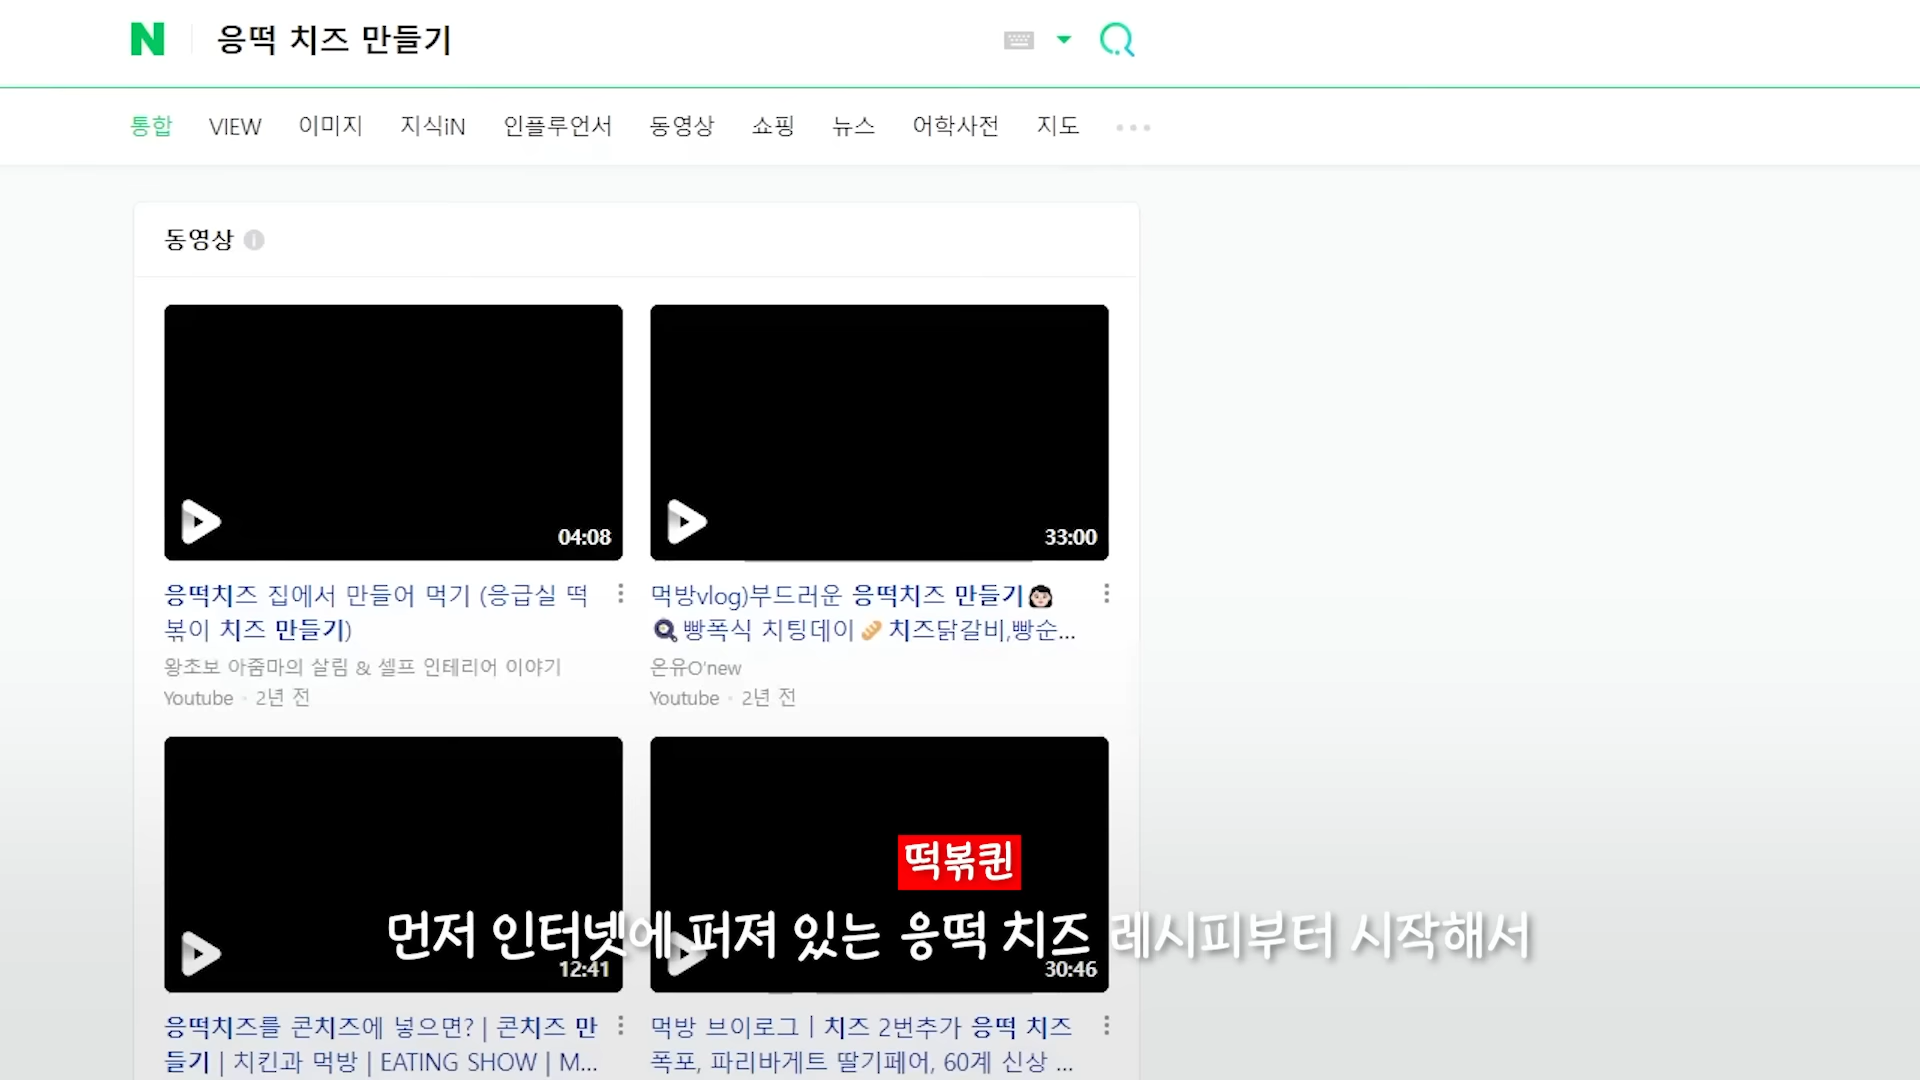 N 응떡 치즈 만들기
통합 VIEW 이미지 지식iN 인플루언서 동영상 쇼핑 뉴스 어학사전 지도
동영상
04:08
응떡치즈 집에서 만들어 먹기 (응급실 떡
볶이 치즈 만들기)
왕초보 아줌마의 살림 & 셀프 인테리어 이야기
Youtube · 2년 전
33:00
먹방vlog)부드러운 응떡치즈 만들기👩🏻
🍳빵폭식 치팅데이🥖치즈닭갈비,빵순...
온유O'new
Youtube · 2년 전
12:41
응떡치즈를 콘치즈에 넣으면? | 콘치즈 만
들기 | 치킨과 먹방 | EATING SHOW | M...
30:46
먹방 브이로그ㅣ치즈 2번추가 응떡 치즈
폭포, 파리바게트 딸기페어, 60계 신상 ...
떡볶퀸
먼저 인터넷에 퍼져 있는 응떡 치즈 레시피부터 시작해서